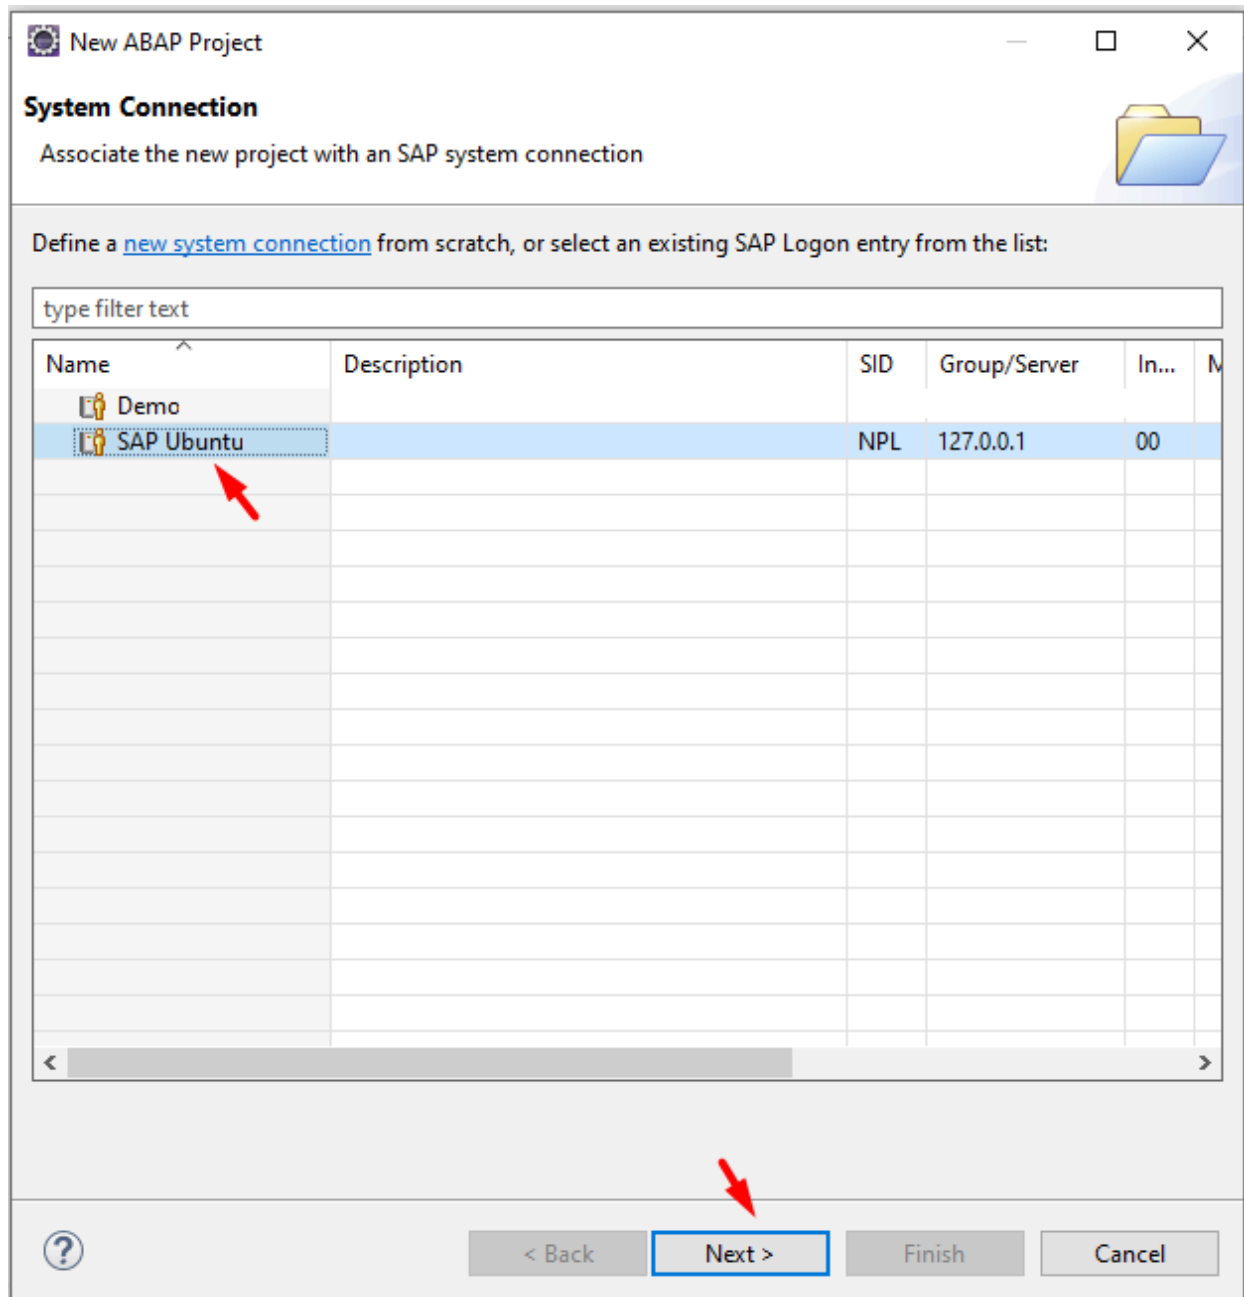 New ABAP Project
System Connection
Associate the new project with an SAP system connection
Define a new system connection from scratch, or select an existing SAP Logon entry from the list:
type filter text
Name Description SID Group/Server In...
Demo
SAP Ubuntu NPL 127.0.0.1 00
< Back Next > Finish Cancel